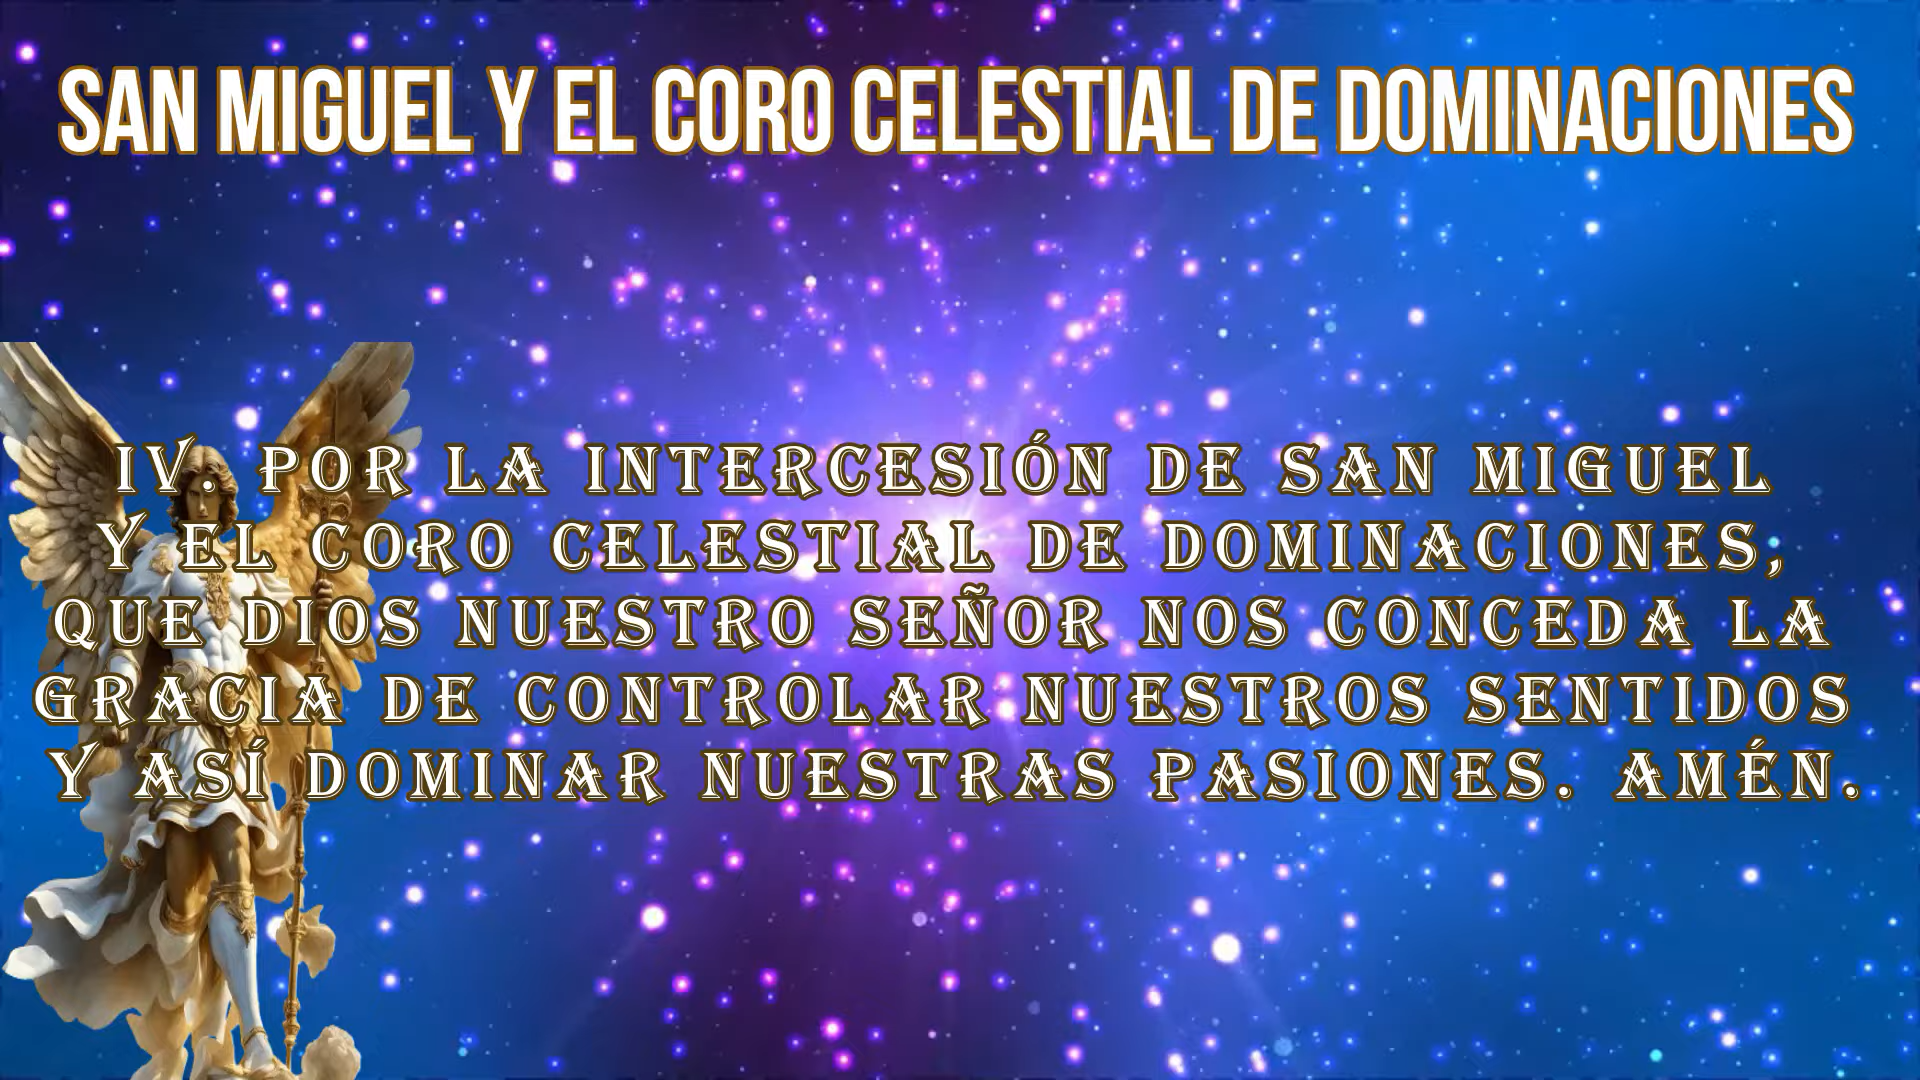 SAN MIGUEL Y EL CORO CELESTIAL DE DOMINACIONES
IV. POR LA INTERCESIÓN DE SAN MIGUEL
Y EL CORO CELESTIAL DE DOMINACIONES,
QUE DIOS NUESTRO SEÑOR NOS CONCEDA LA
GRACIA DE CONTROLAR NUESTROS SENTIDOS
Y ASÍ DOMINAR NUESTRAS PASIONES. AMÉN.